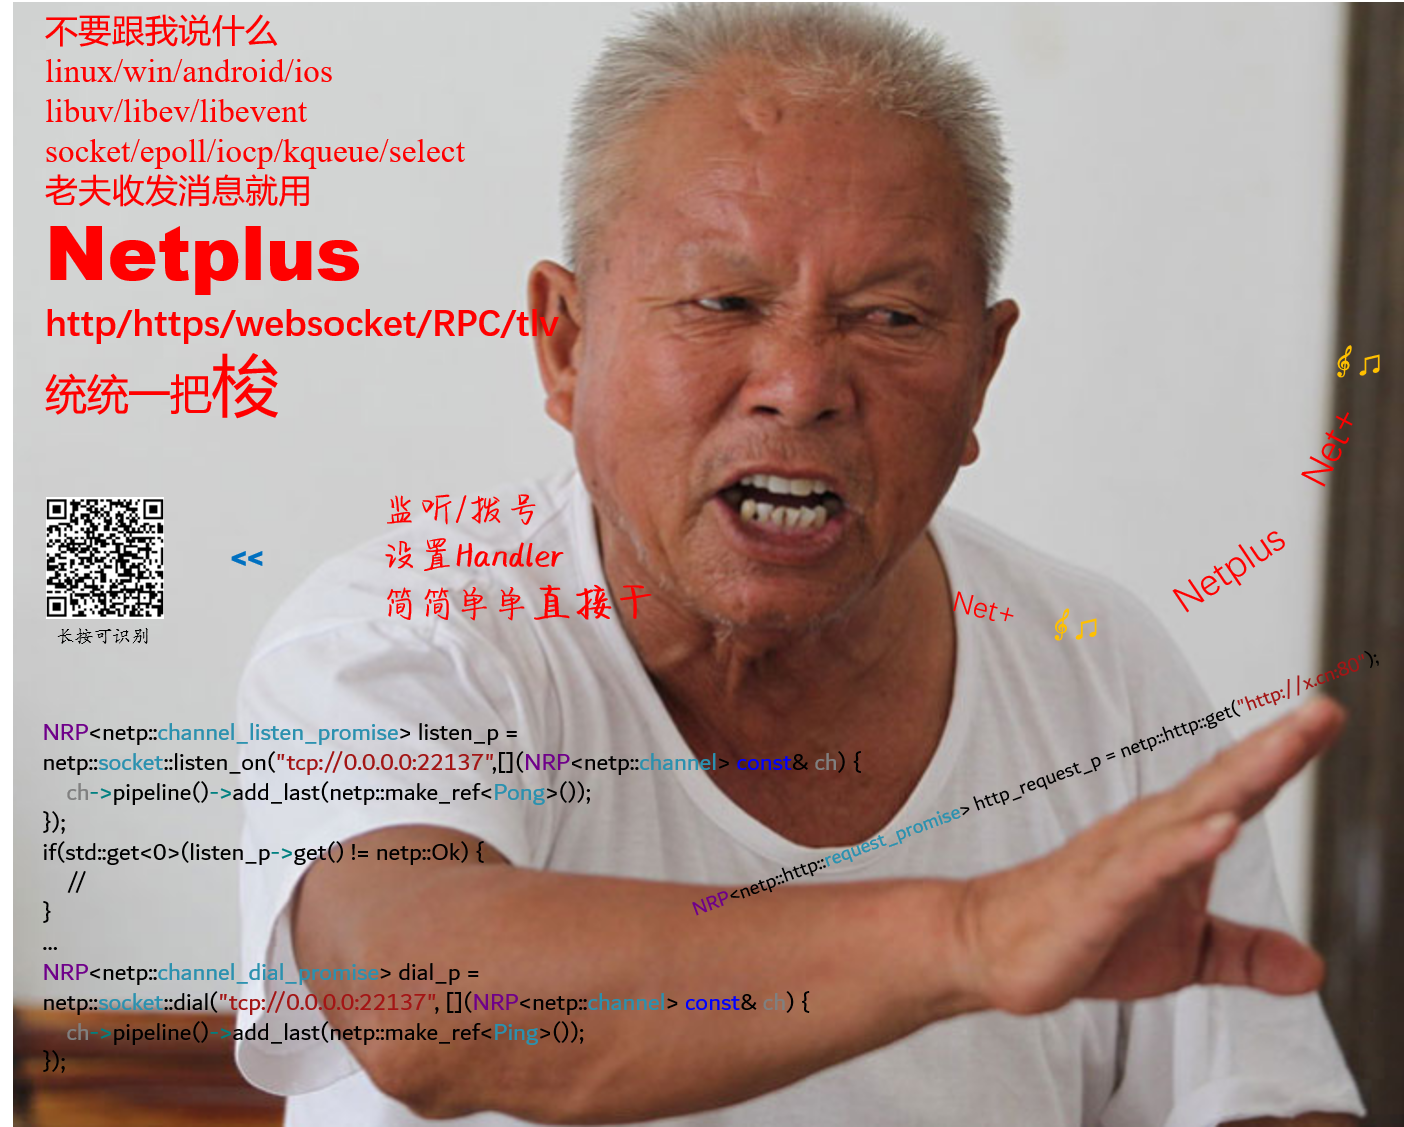 不要跟我说什么
linux/win/android/ios
libuv/libev/libevent
socket/epoll/iocp/kqueue/select
老夫收发消息就用
Netplus
http/https/websocket/RPC/tlv
统统一把梭
监听/拨号
设置Handler
简简单单直接干
<<
长按可识别
Net+
Netplus
Net+
NRP<netp::http::request_promise> http_request_p = netp::http::get("http://x.cn:80");
NRP<netp::channel_listen_promise> listen_p =
netp::socket::listen_on("tcp://0.0.0.0:22137",[](NRP<netp::channel> const& ch) {
ch->pipeline()->add_last(netp::make_ref<Pong>());
});
if(std::get<0>(listen_p->get() != netp::Ok) {
//
}
...
NRP<netp::channel_dial_promise> dial_p =
netp::socket::dial("tcp://0.0.0.0:22137", [](NRP<netp::channel> const& ch) {
ch->pipeline()->add_last(netp::make_ref<Ping>());
});